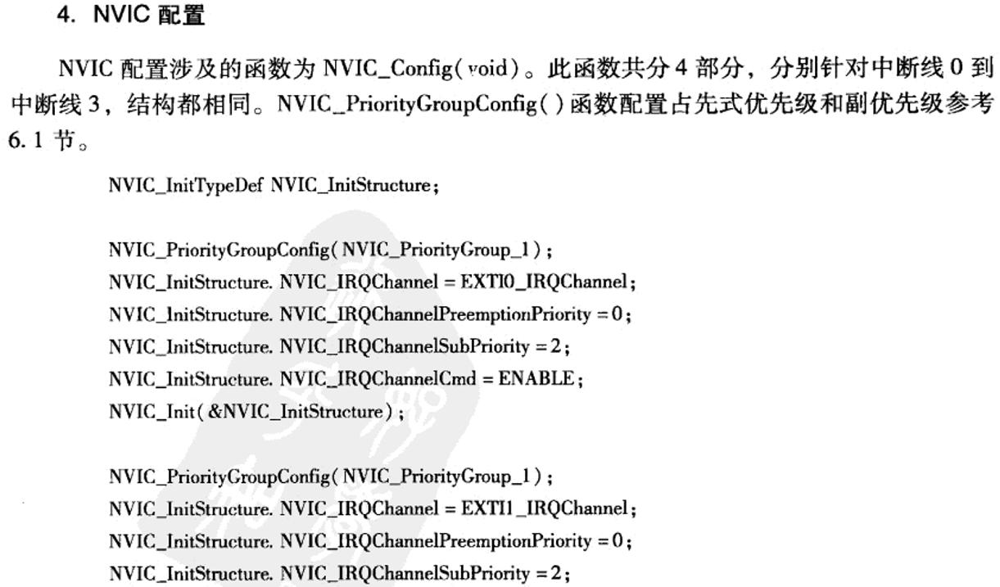 4. NVIC 配置
NVIC 配置涉及的函数为 NVIC_Config(void)。此函数共分 4 部分，分别针对中断线 0 到
中断线 3，结构都相同。NVIC_PriorityGroupConfig()函数配置占先式优先级和副优先级参考
6.1 节。
NVIC_InitTypeDef NVIC_InitStructure;
NVIC_PriorityGroupConfig(NVIC_PriorityGroup_1);
NVIC_InitStructure. NVIC_IRQChannel = EXTI0_IRQChannel;
NVIC_InitStructure. NVIC_IRQChannelPreemptionPriority = 0;
NVIC_InitStructure. NVIC_IRQChannelSubPriority = 2;
NVIC_InitStructure. NVIC_IRQChannelCmd = ENABLE;
NVIC_Init(&NVIC_InitStructure);
NVIC_PriorityGroupConfig(NVIC_PriorityGroup_1);
NVIC_InitStructure. NVIC_IRQChannel = EXTI1_IRQChannel;
NVIC_InitStructure. NVIC_IRQChannelPreemptionPriority = 0;
NVIC_InitStructure. NVIC_IRQChannelSubPriority = 2;